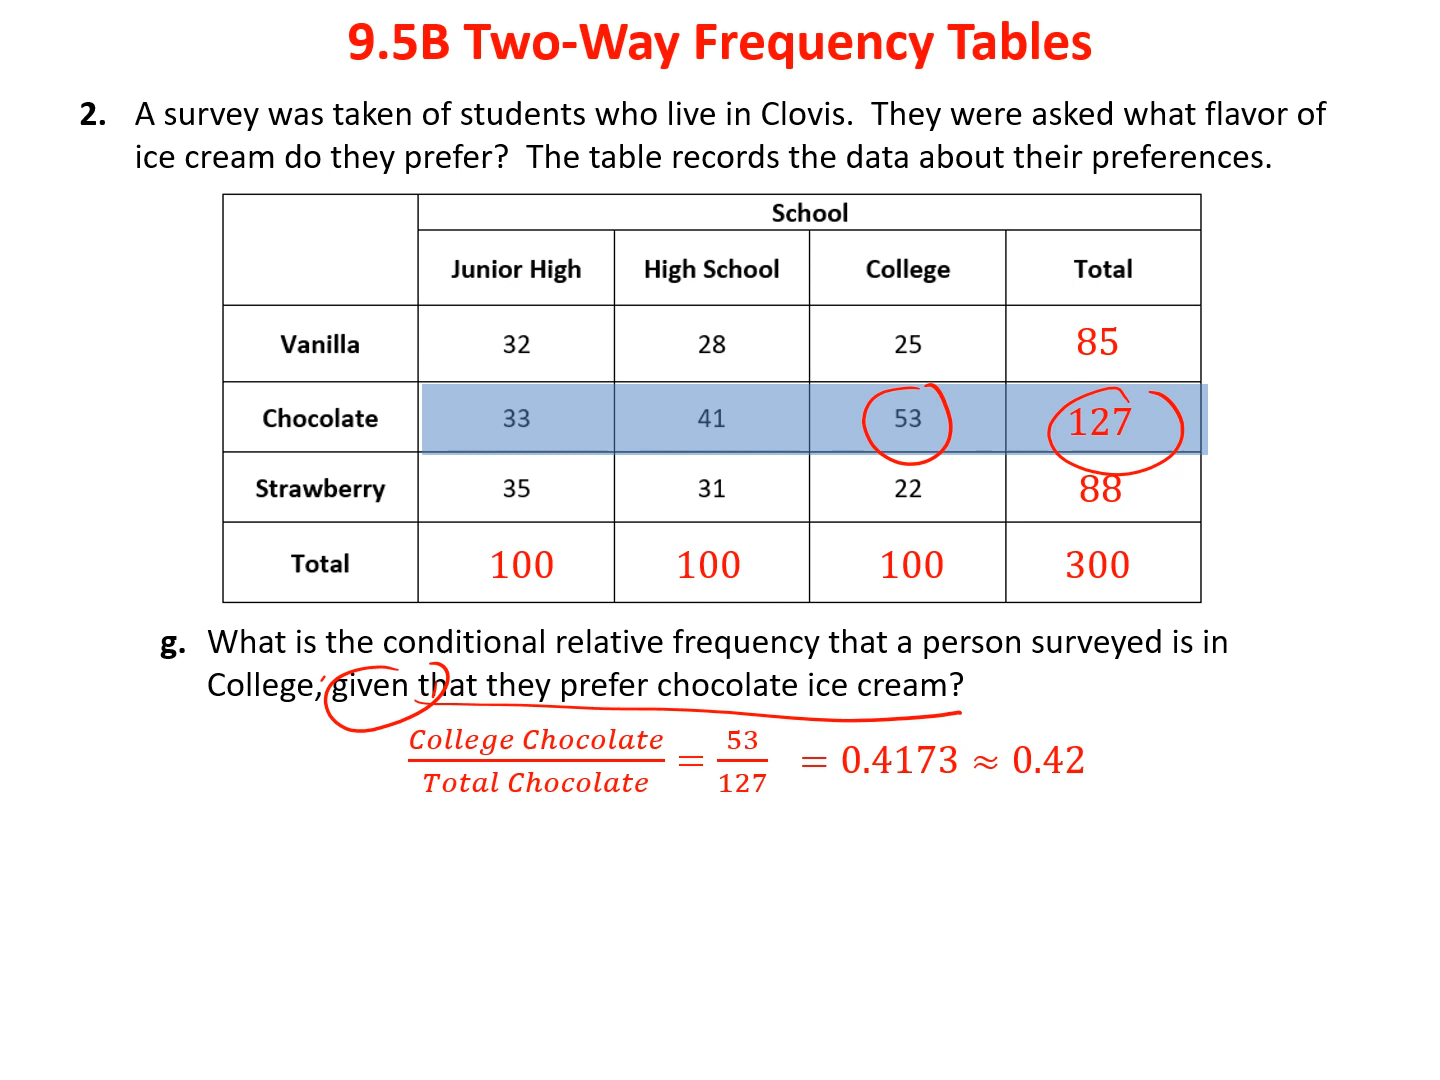 9.5B Two-Way Frequency Tables
2. A survey was taken of students who live in Clovis. They were asked what flavor of
ice cream do they prefer? The table records the data about their preferences.
School
Junior High High School College Total
Vanilla 32 28 25 85
Chocolate 33 41 53 127
Strawberry 35 31 22 88
Total 100 100 100 300
g. What is the conditional relative frequency that a person surveyed is in
College, given that they prefer chocolate ice cream?
College Chocolate / Total Chocolate = 53 / 127 = 0.4173 ≈ 0.42